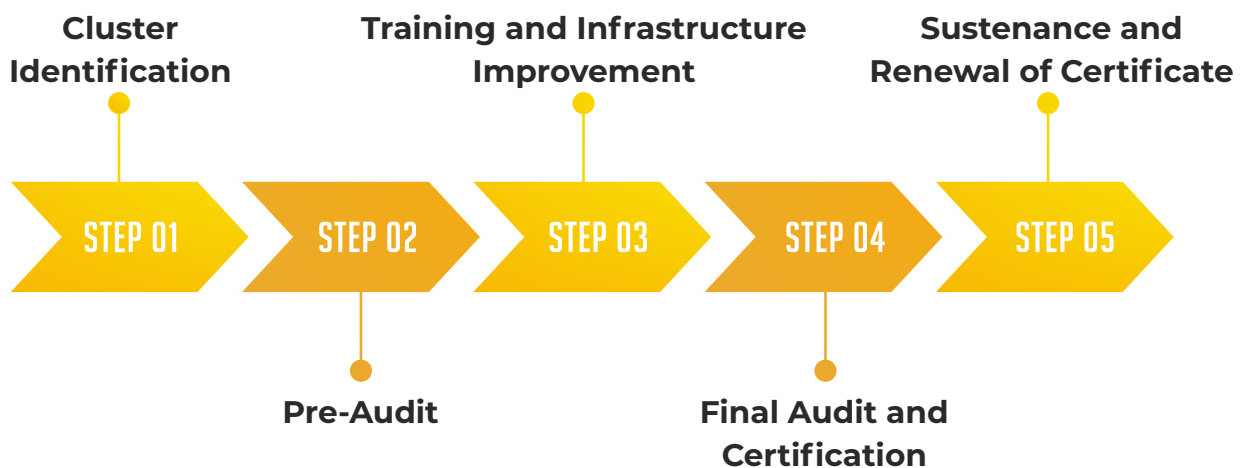 Cluster
Identification
Training and Infrastructure
Improvement
Sustenance and
Renewal of Certificate
STEP 01
STEP 02
STEP 03
STEP 04
STEP 05
Pre-Audit
Final Audit and
Certification